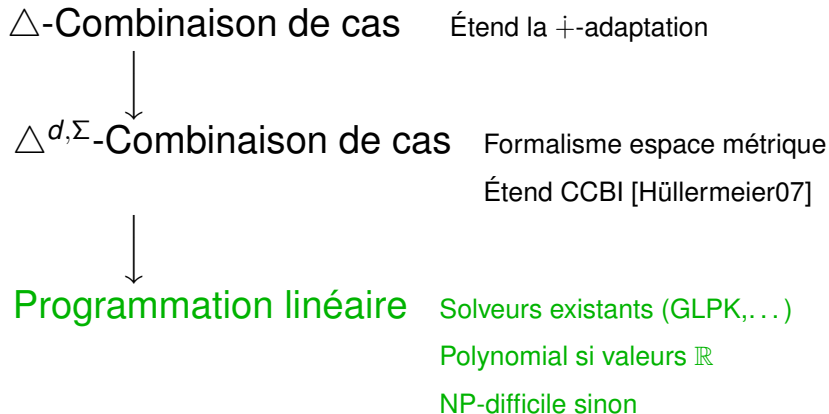 △-Combinaison de cas Étend la ∔-adaptation
△^{d,Σ}-Combinaison de cas Formalisme espace métrique
Étend CCBI [Hüllermeier07]
Programmation linéaire Solveurs existants (GLPK,...)
Polynomial si valeurs ℝ
NP-difficile sinon